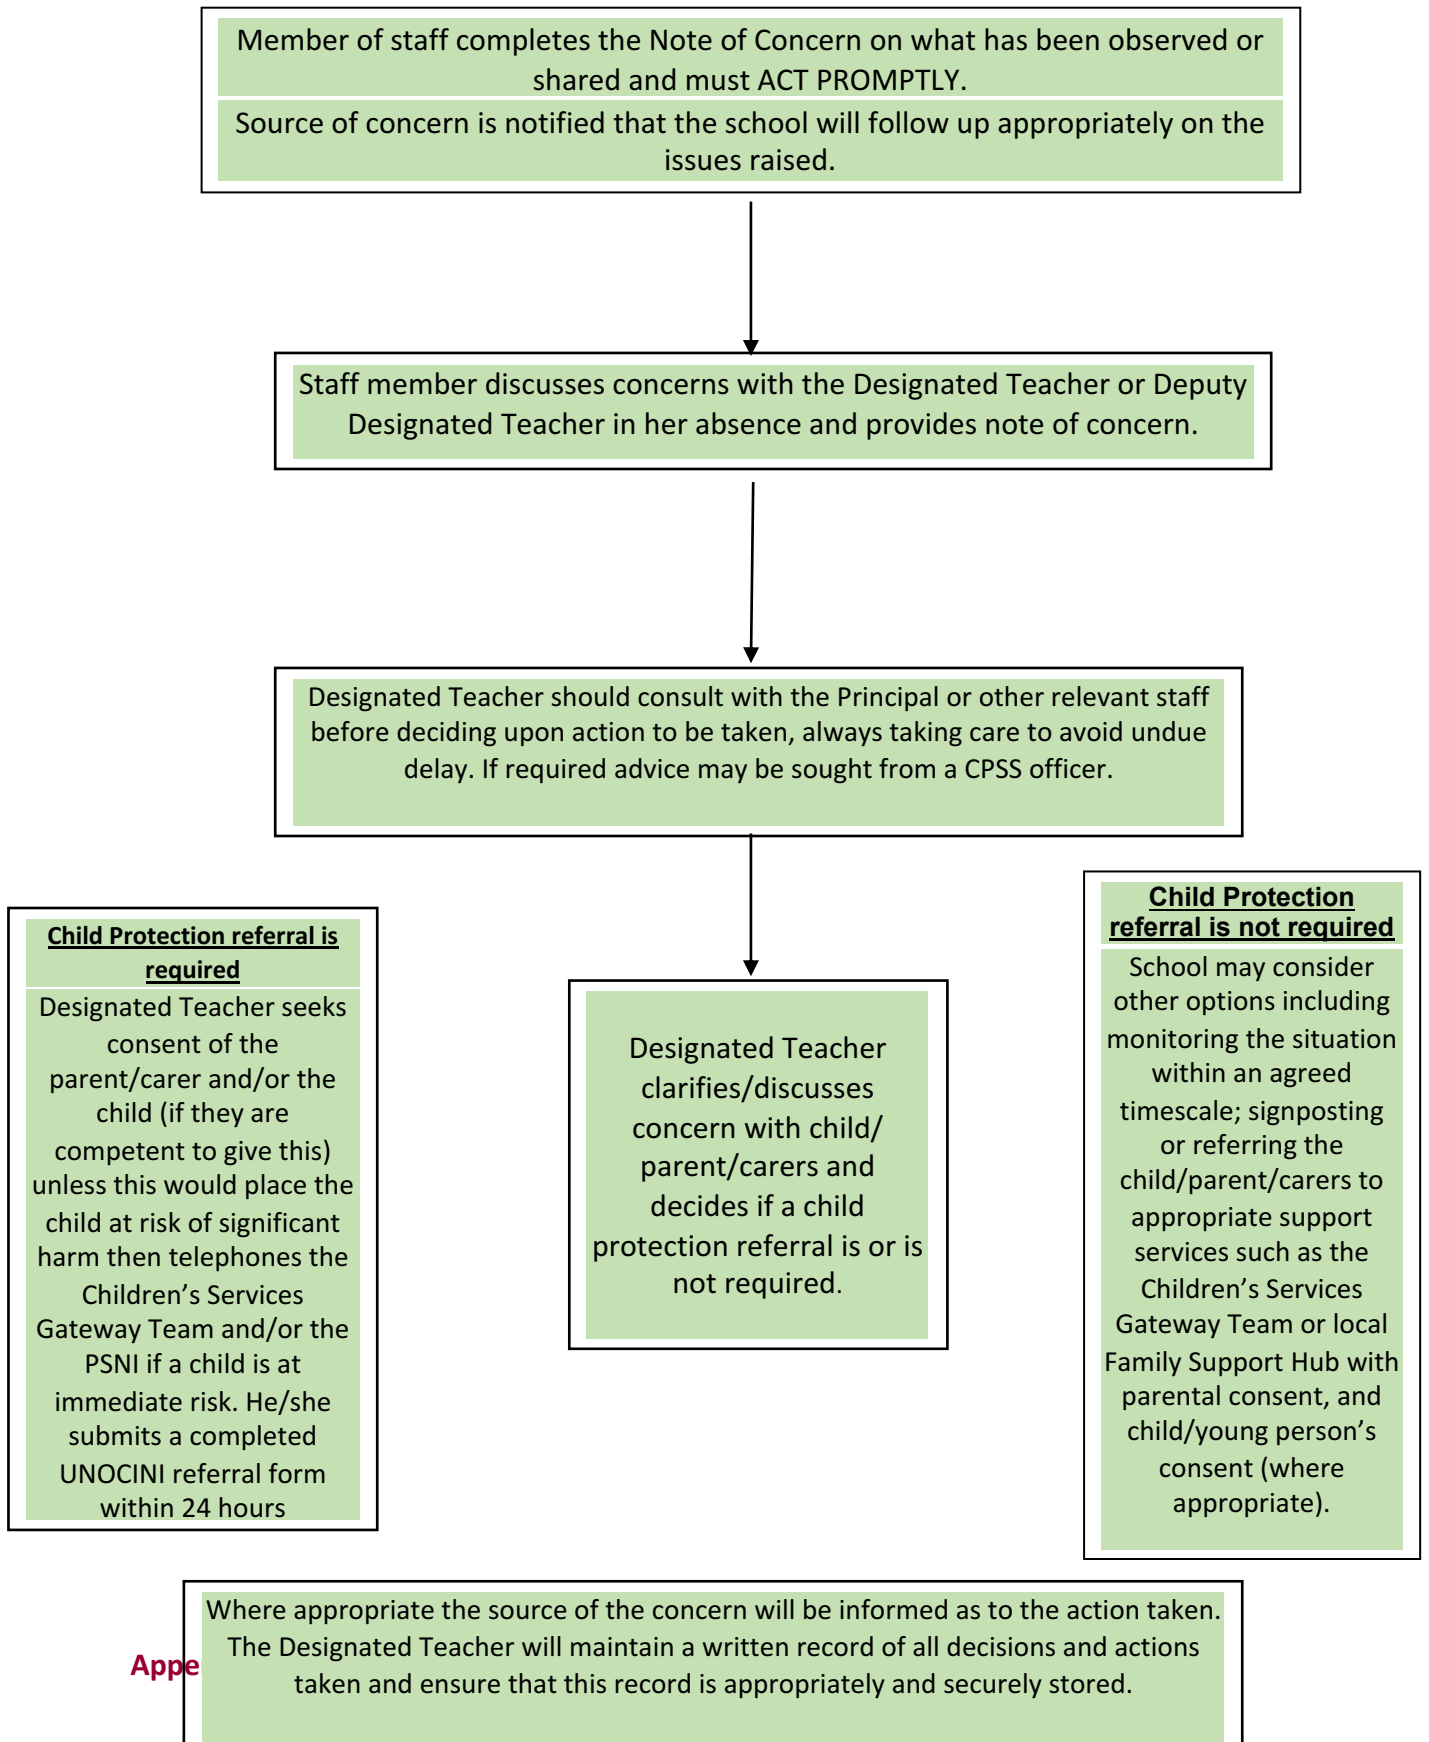 Member of staff completes the Note of Concern on what has been observed or
shared and must ACT PROMPTLY.
Source of concern is notified that the school will follow up appropriately on the
issues raised.
Staff member discusses concerns with the Designated Teacher or Deputy
Designated Teacher in her absence and provides note of concern.
Designated Teacher should consult with the Principal or other relevant staff
before deciding upon action to be taken, always taking care to avoid undue
delay. If required advice may be sought from a CPSS officer.
Child Protection referral is
required
Designated Teacher seeks
consent of the
parent/carer and/or the
child (if they are
competent to give this)
unless this would place the
child at risk of significant
harm then telephones the
Children’s Services
Gateway Team and/or the
PSNI if a child is at
immediate risk. He/she
submits a completed
UNOCINI referral form
within 24 hours
Designated Teacher
clarifies/discusses
concern with child/
parent/carers and
decides if a child
protection referral is or is
not required.
Child Protection
referral is not required
School may consider
other options including
monitoring the situation
within an agreed
timescale; signposting
or referring the
child/parent/carers to
appropriate support
services such as the
Children’s Services
Gateway Team or local
Family Support Hub with
parental consent, and
child/young person’s
consent (where
appropriate).
Where appropriate the source of the concern will be informed as to the action taken.
The Designated Teacher will maintain a written record of all decisions and actions
taken and ensure that this record is appropriately and securely stored.